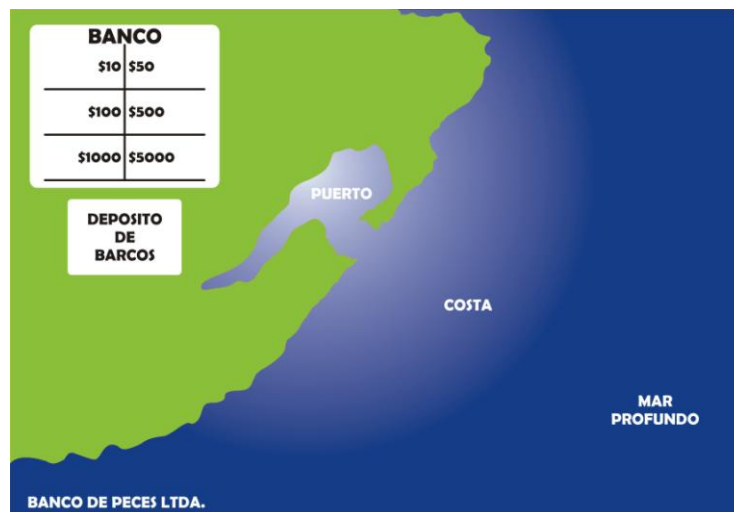 BANCO
$10 $50
$100 $500
$1000 $5000
DEPOSITO
DE
BARCOS
PUERTO
COSTA
MAR
PROFUNDO
BANCO DE PECES LTDA.